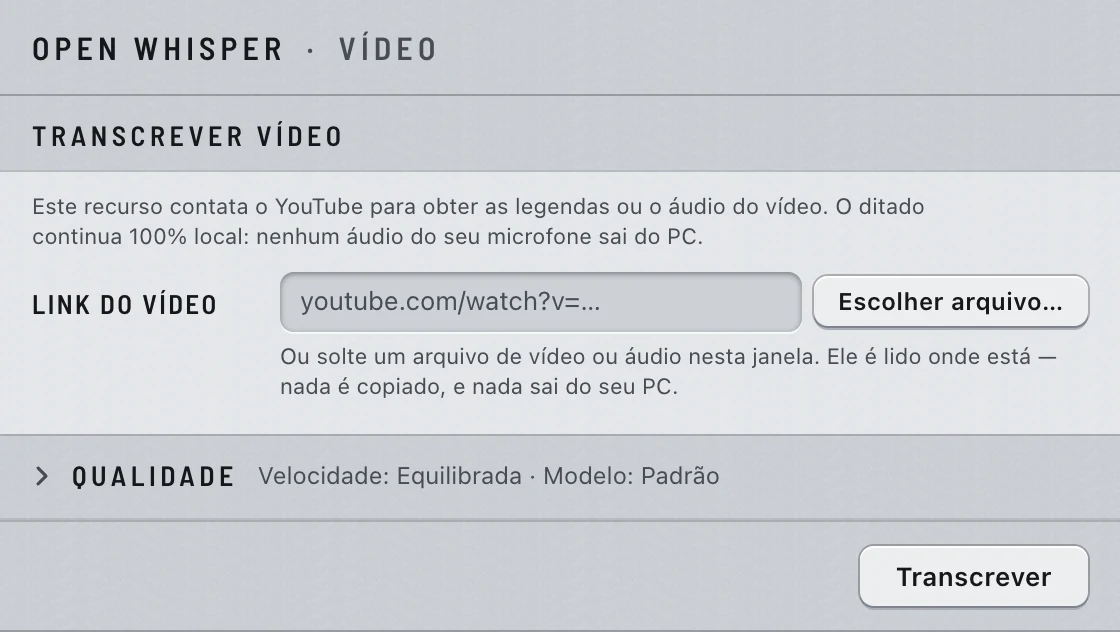 OPEN WHISPER · VÍDEO
TRANSCREVER VÍDEO
Este recurso contata o YouTube para obter as legendas ou o áudio do vídeo. O ditado
continua 100% local: nenhum áudio do seu microfone sai do PC.
LINK DO VÍDEO youtube.com/watch?v=... Escolher arquivo...
Ou solte um arquivo de vídeo ou áudio nesta janela. Ele é lido onde está —
nada é copiado, e nada sai do seu PC.
QUALIDADE Velocidade: Equilibrada · Modelo: Padrão
Transcrever